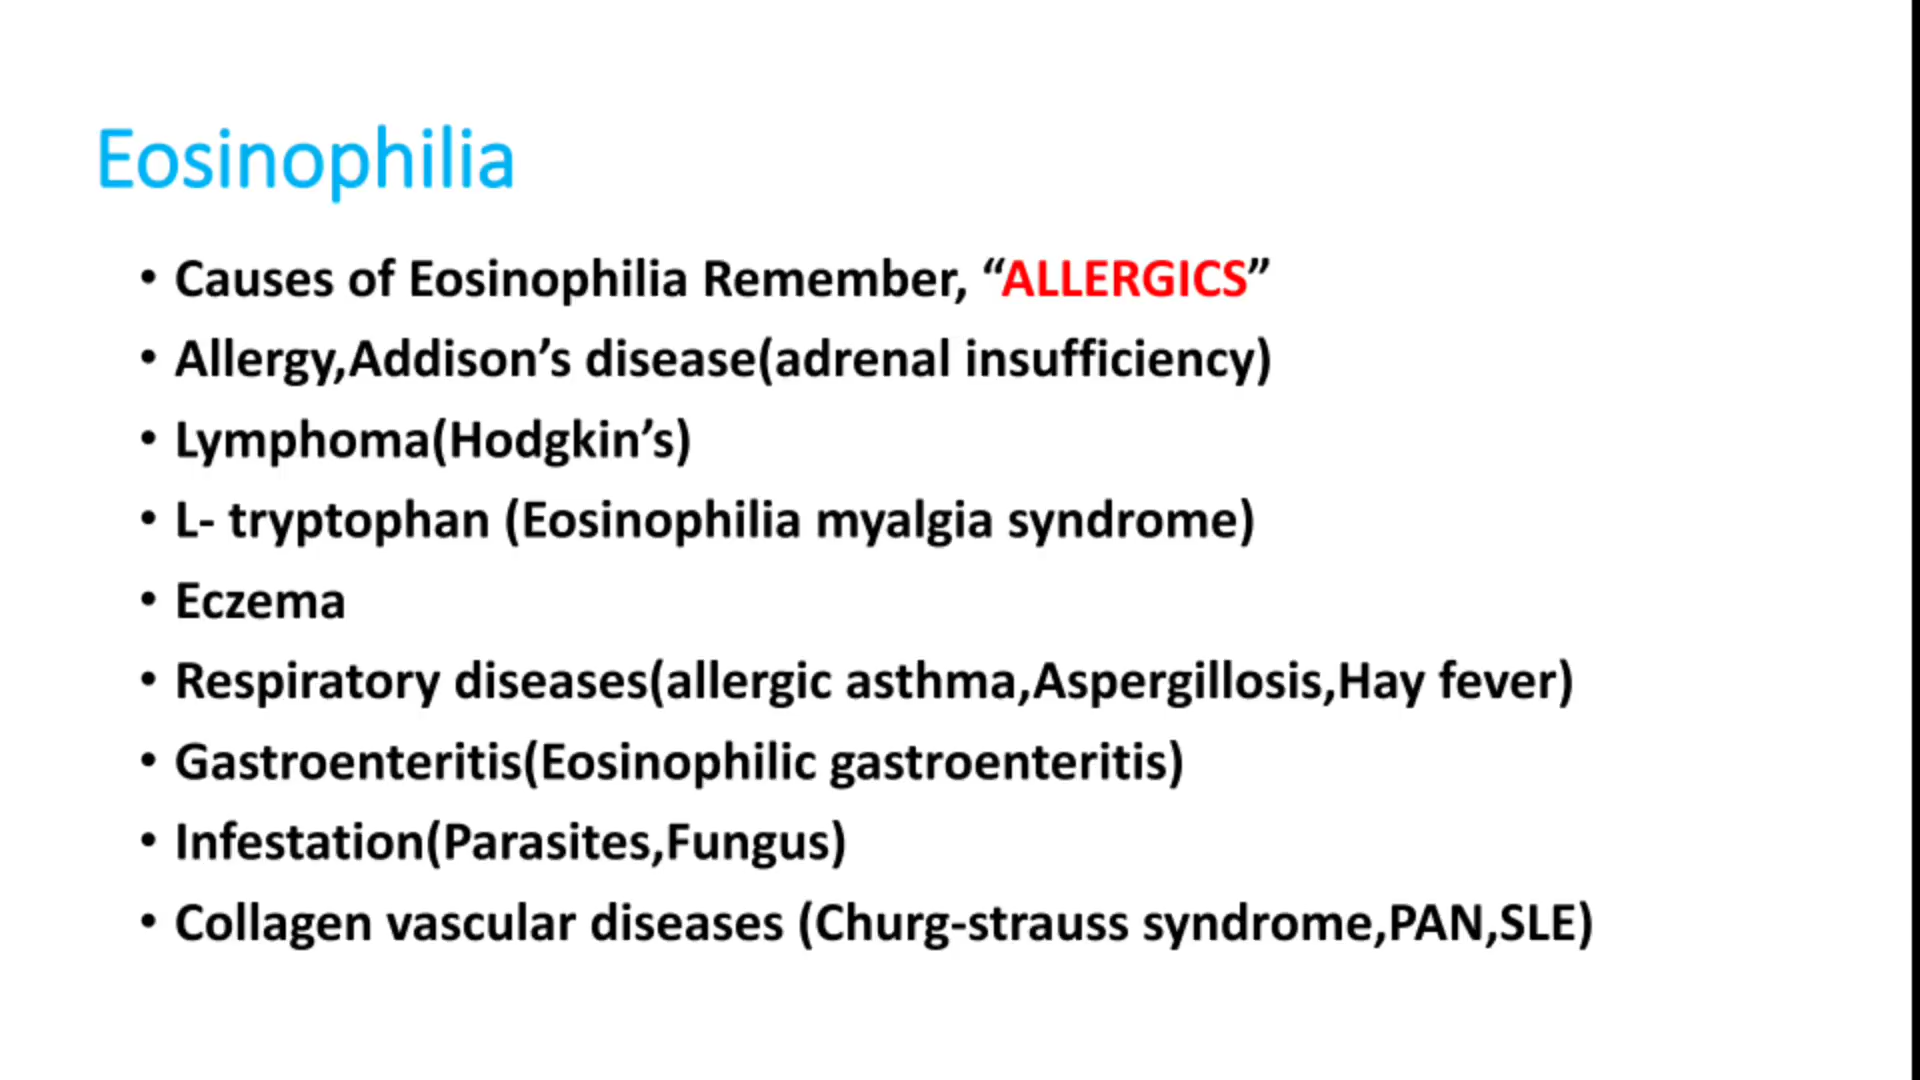 Eosinophilia
• Causes of Eosinophilia Remember, “ALLERGICS”
• Allergy,Addison’s disease(adrenal insufficiency)
• Lymphoma(Hodgkin’s)
• L- tryptophan (Eosinophilia myalgia syndrome)
• Eczema
• Respiratory diseases(allergic asthma,Aspergillosis,Hay fever)
• Gastroenteritis(Eosinophilic gastroenteritis)
• Infestation(Parasites,Fungus)
• Collagen vascular diseases (Churg-strauss syndrome,PAN,SLE)